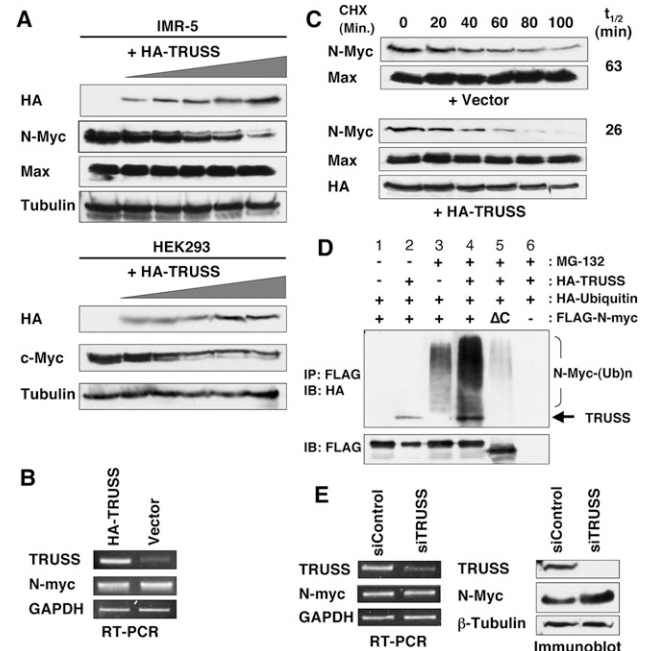 A
IMR-5
+ HA-TRUSS
HA
N-Myc
Max
Tubulin
HEK293
+ HA-TRUSS
HA
c-Myc
Tubulin
B
HA-TRUSS
Vector
TRUSS
N-myc
GAPDH
RT-PCR
C
CHX (Min.) 0 20 40 60 80 100 t1/2 (min)
N-Myc
Max
63
+ Vector
N-Myc 26
Max
HA
+ HA-TRUSS
D
1 2 3 4 5 6
- - + + + + : MG-132
- + - + + + : HA-TRUSS
+ + + + + + : HA-Ubiquitin
+ + + + ΔC - : FLAG-N-myc
IP: FLAG
IB: HA
N-Myc-(Ub)n
TRUSS
IB: FLAG
E
siControl
siTRUSS
TRUSS
N-myc
GAPDH
RT-PCR
siControl
siTRUSS
TRUSS
N-Myc
β-Tubulin
Immunoblot